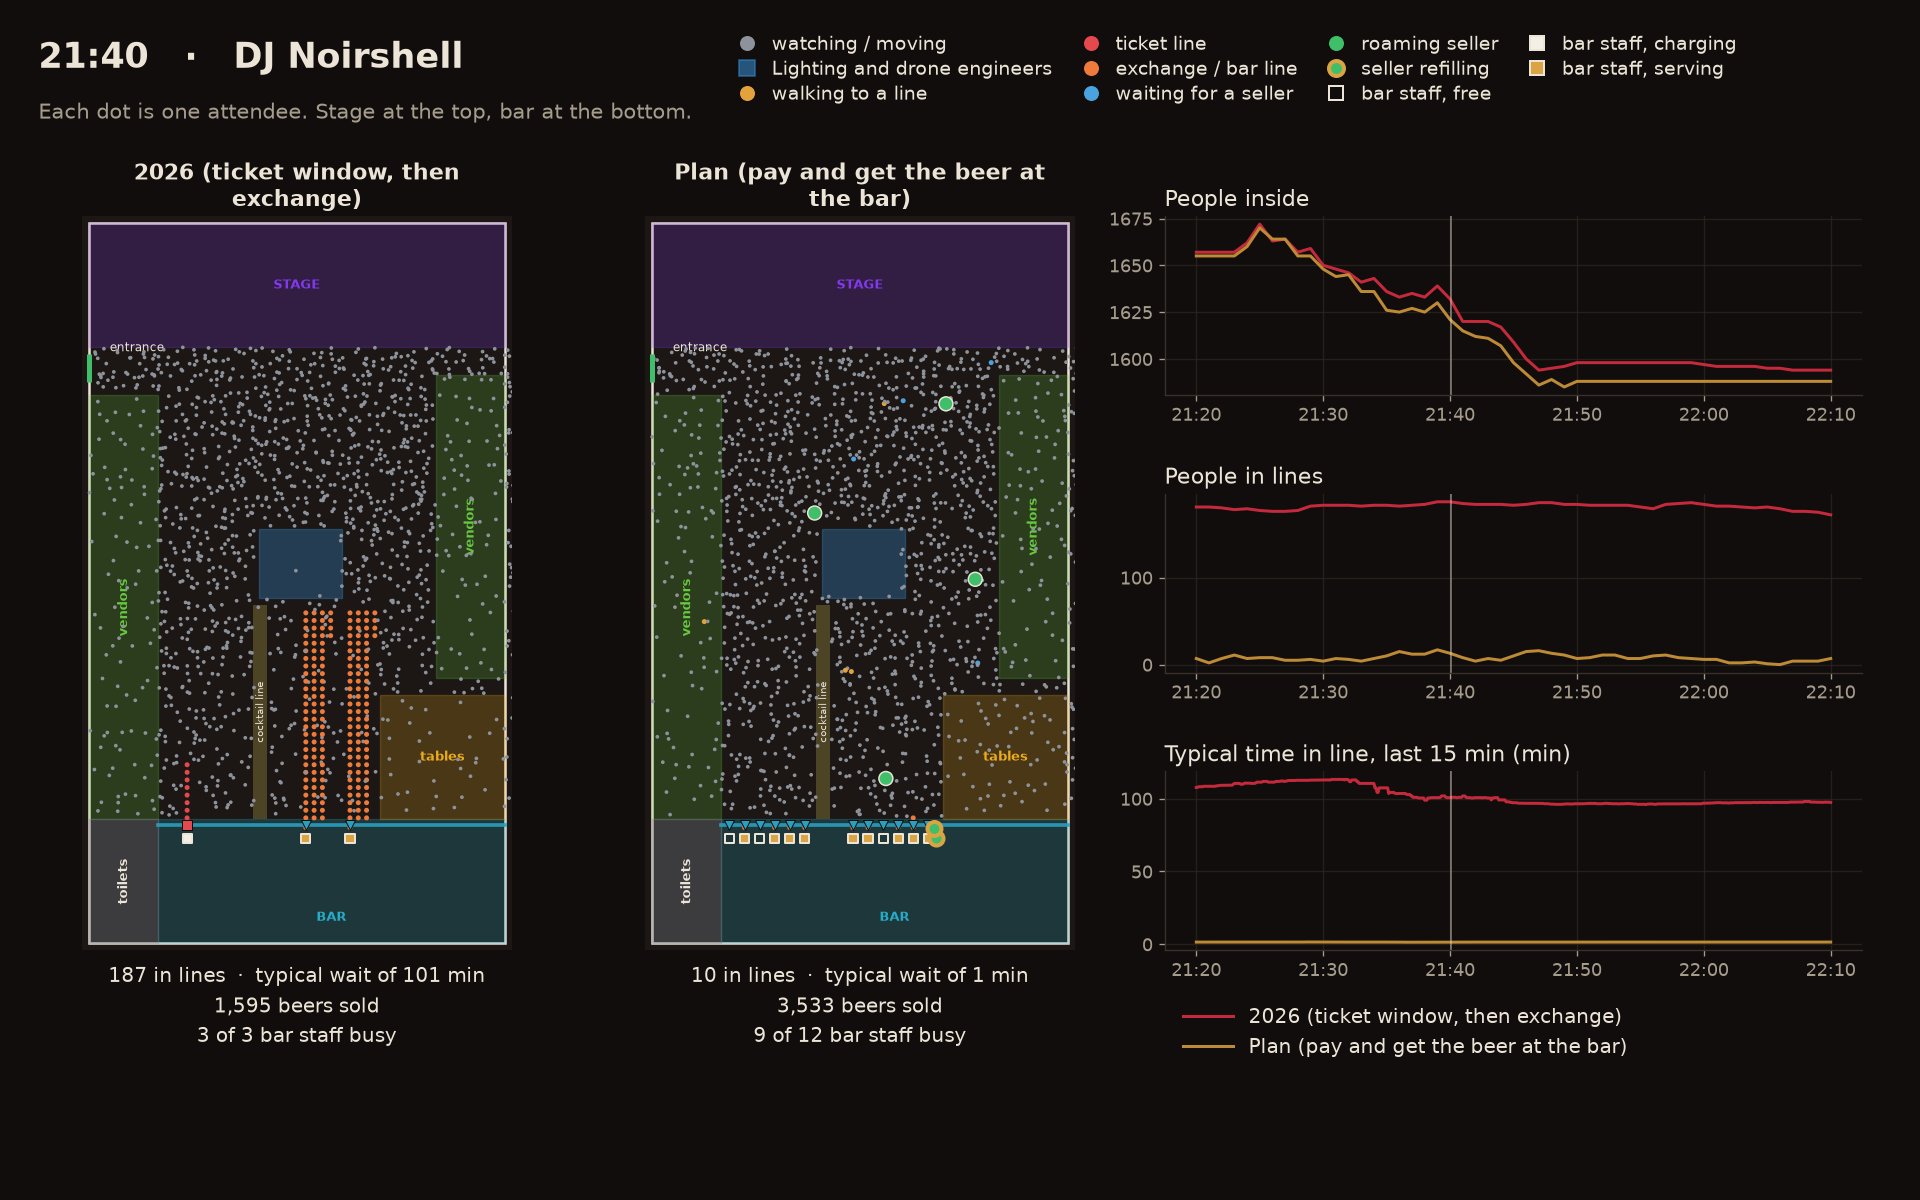 21:40 · DJ Noirshell
Each dot is one attendee. Stage at the top, bar at the bottom.
watching / moving
Lighting and drone engineers
walking to a line
ticket line
exchange / bar line
waiting for a seller
roaming seller
seller refilling
bar staff, free
bar staff, charging
bar staff, serving
2026 (ticket window, then
exchange)
STAGE
entrance
vendors
vendors
cocktail line
tables
toilets
BAR
187 in lines · typical wait of 101 min
1,595 beers sold
3 of 3 bar staff busy
Plan (pay and get the beer at
the bar)
STAGE
entrance
vendors
vendors
cocktail line
tables
toilets
BAR
10 in lines · typical wait of 1 min
3,533 beers sold
9 of 12 bar staff busy
People inside
1675
1650
1625
1600
21:20 21:30 21:40 21:50 22:00 22:10
People in lines
100
0
21:20 21:30 21:40 21:50 22:00 22:10
Typical time in line, last 15 min (min)
100
50
0
21:20 21:30 21:40 21:50 22:00 22:10
2026 (ticket window, then exchange)
Plan (pay and get the beer at the bar)